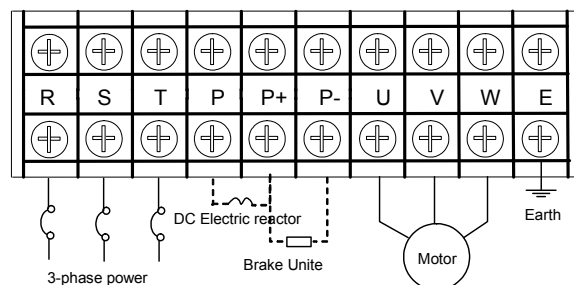 R S T P P+ P- U V W E
DC Electric reactor
Earth
Brake Unite
Motor
3-phase power